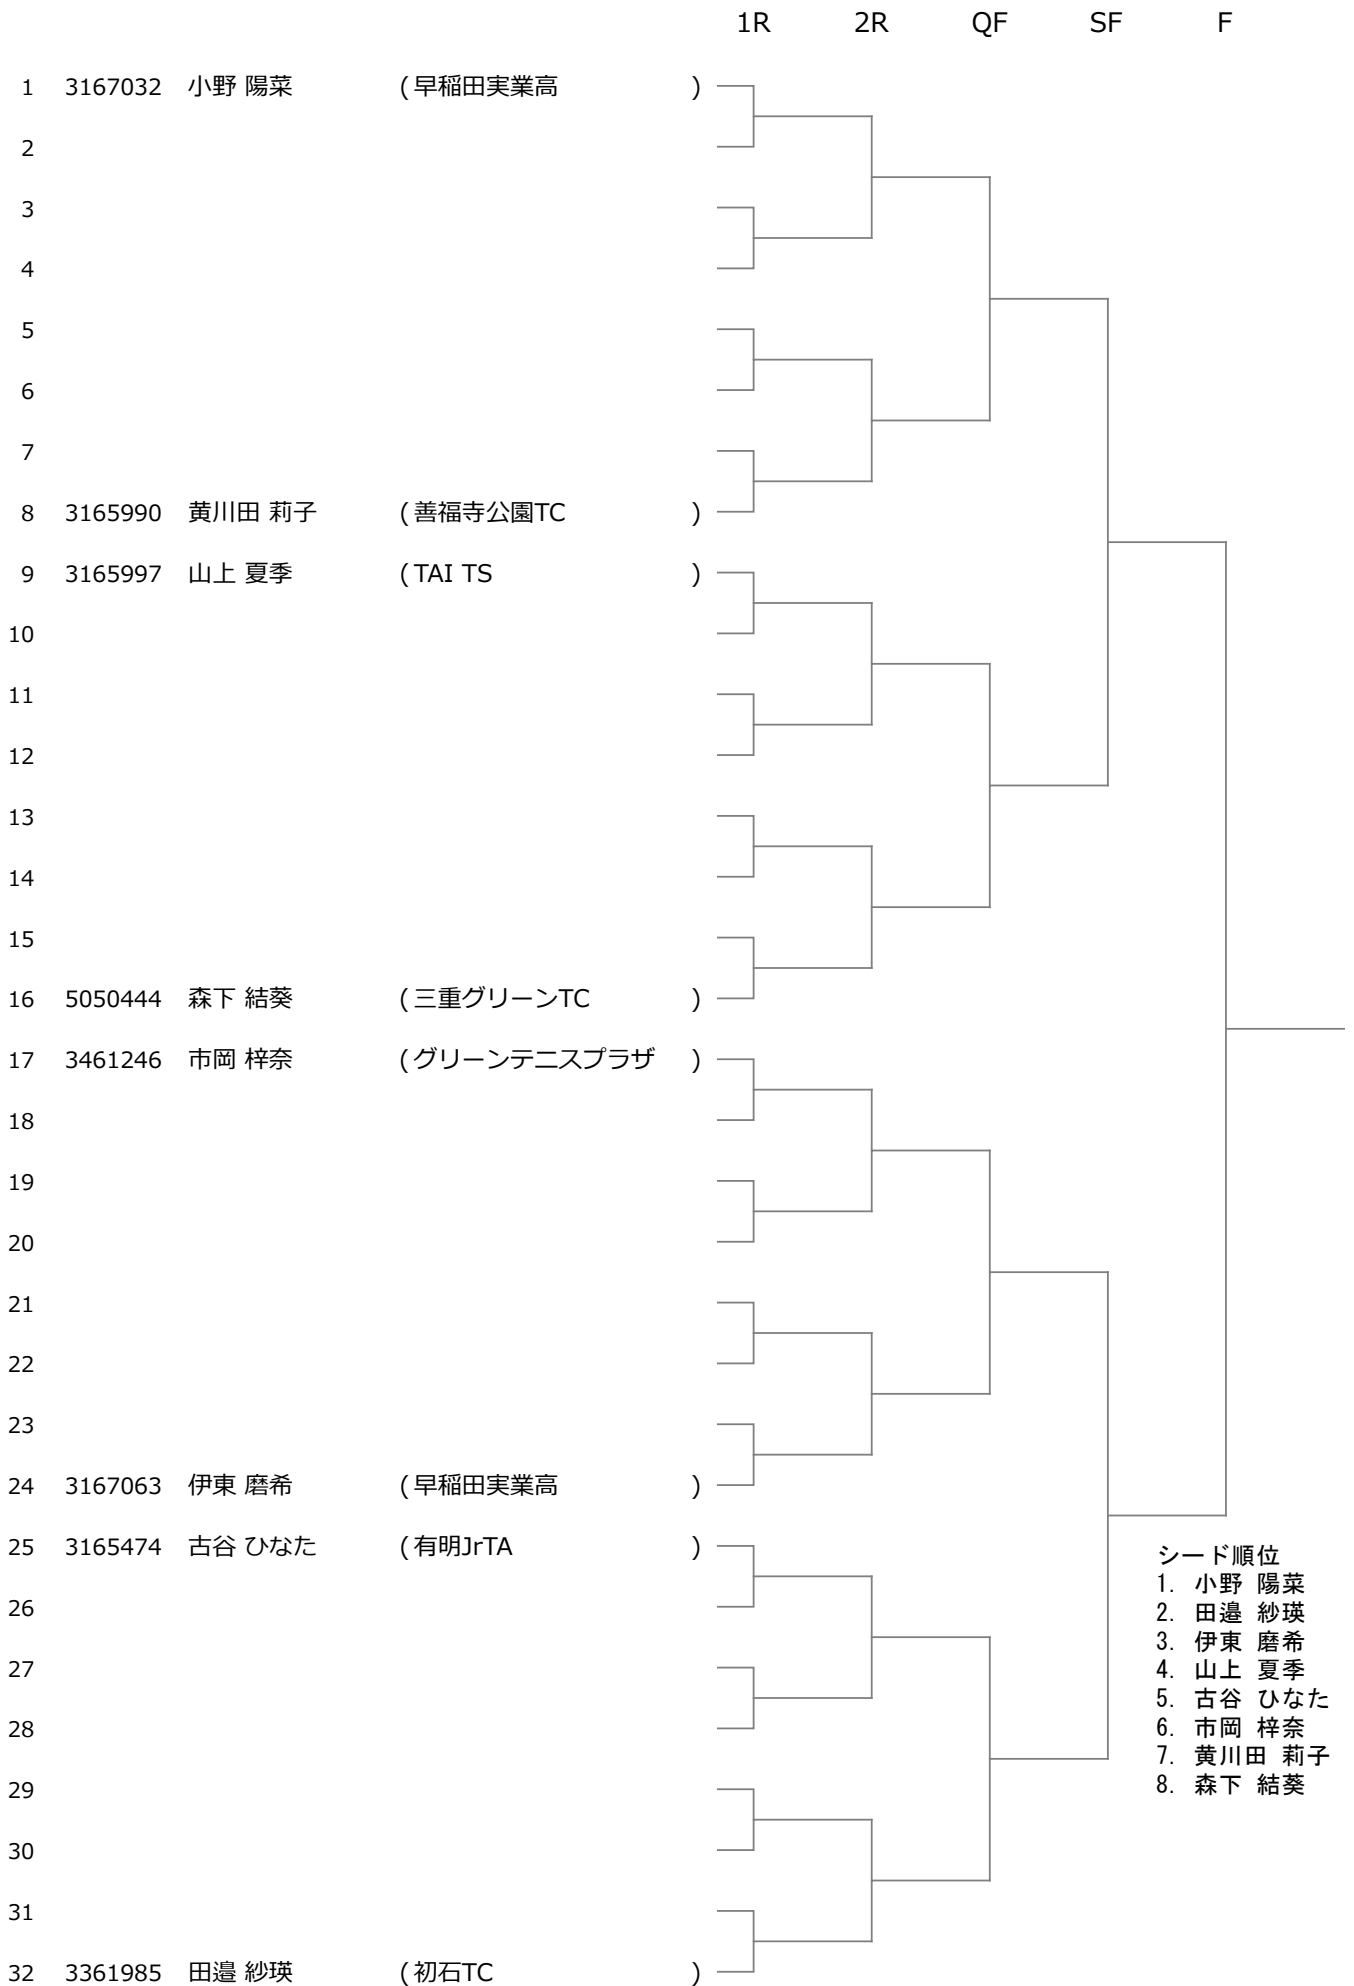 1R 2R QF SF F
1 3167032 小野 陽菜 ( 早稲田実業高 )
2
3
4
5
6
7
8 3165990 黄川田 莉子 ( 善福寺公園TC )
9 3165997 山上 夏季 ( TAI TS )
10
11
12
13
14
15
16 5050444 森下 結葵 ( 三重グリーンTC )
17 3461246 市岡 梓奈 ( グリーンテニスプラザ )
18
19
20
21
22
23
24 3167063 伊東 磨希 ( 早稲田実業高 )
25 3165474 古谷 ひなた ( 有明JrTA )
26
27
28
29
30
31
32 3361985 田邉 紗瑛 ( 初石TC )
シード順位
1. 小野 陽菜
2. 田邉 紗瑛
3. 伊東 磨希
4. 山上 夏季
5. 古谷 ひなた
6. 市岡 梓奈
7. 黄川田 莉子
8. 森下 結葵